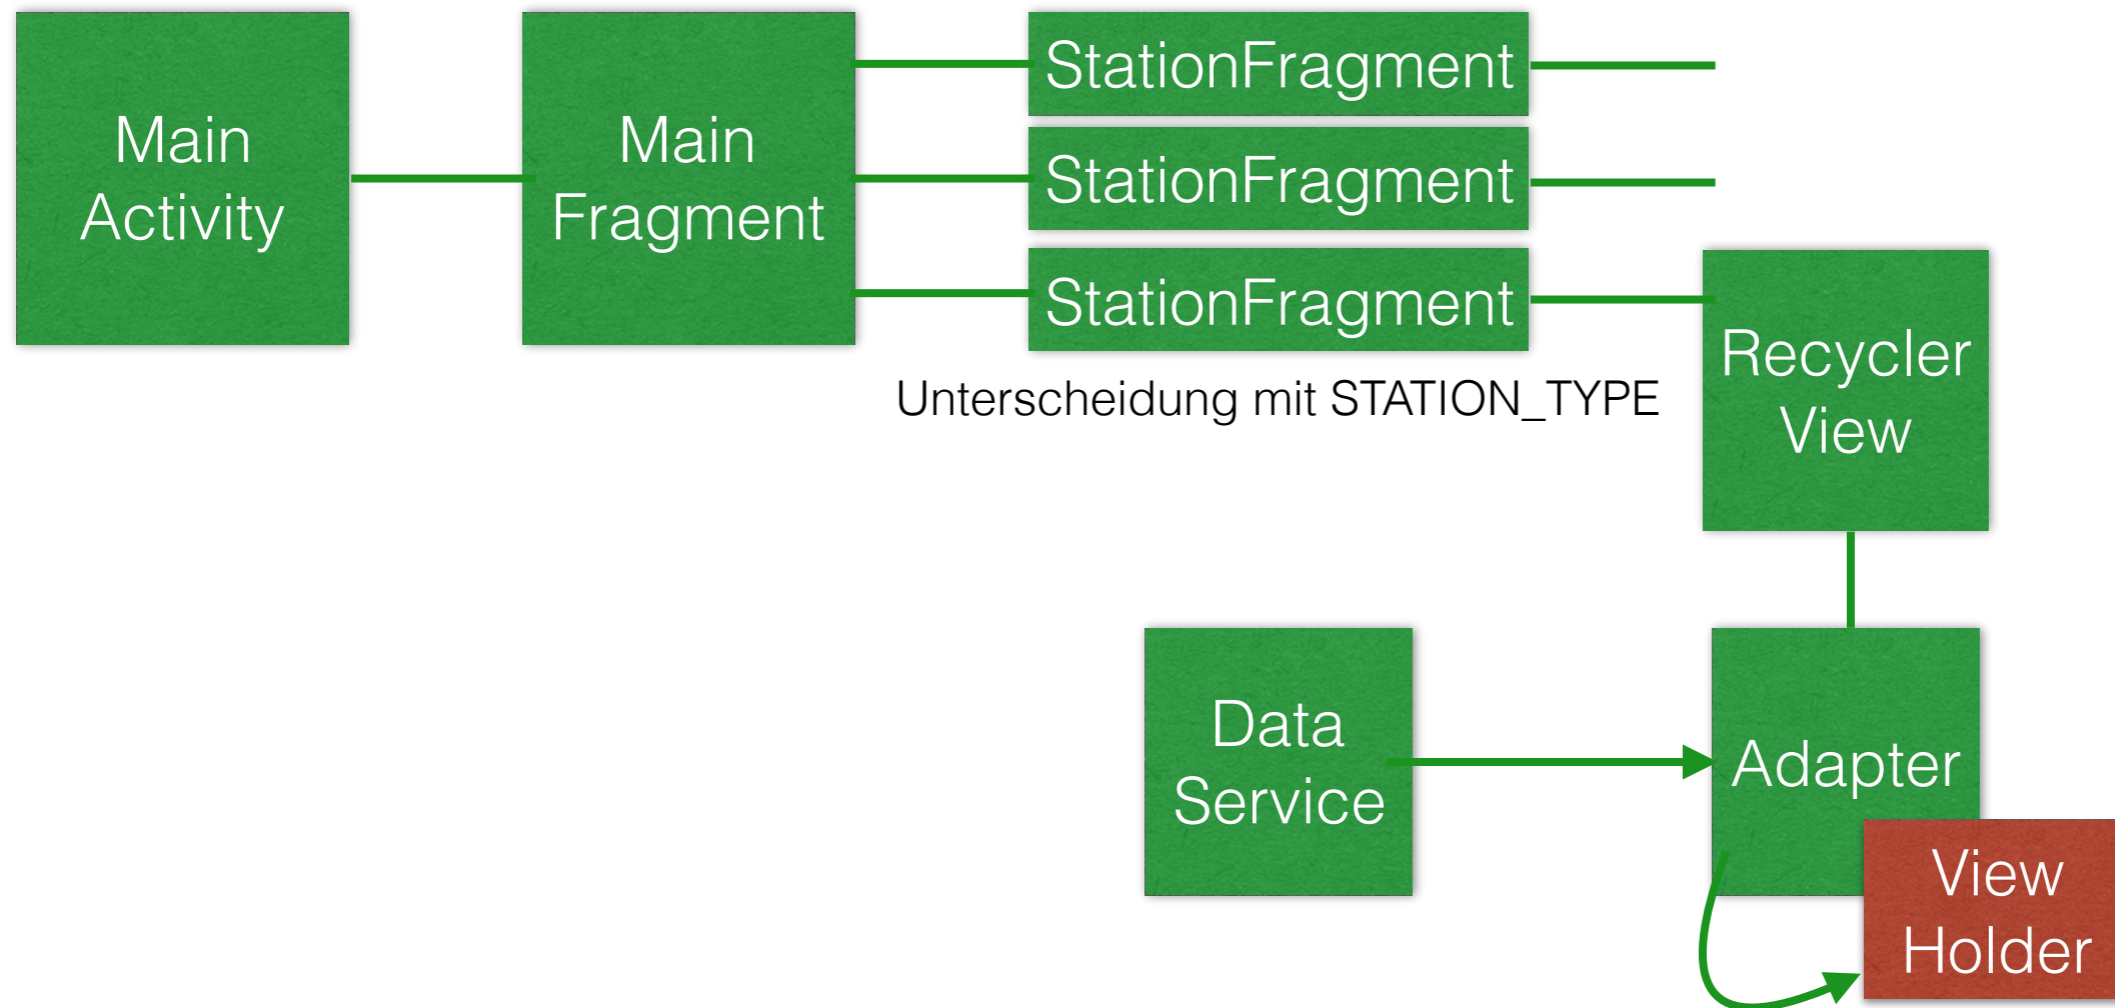 Main
Activity
Main
Fragment
StationFragment
StationFragment
StationFragment
Unterscheidung mit STATION_TYPE
Recycler
View
Data
Service
Adapter
View
Holder